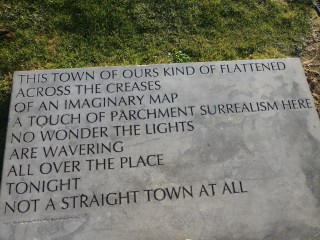 THIS TOWN OF OURS KIND OF FLATTENED
ACROSS THE CREASES
OF AN IMAGINARY MAP
A TOUCH OF PARCHMENT SURREALISM HERE
NO WONDER THE LIGHTS
ARE WAVERING
ALL OVER THE PLACE
TONIGHT
NOT A STRAIGHT TOWN AT ALL